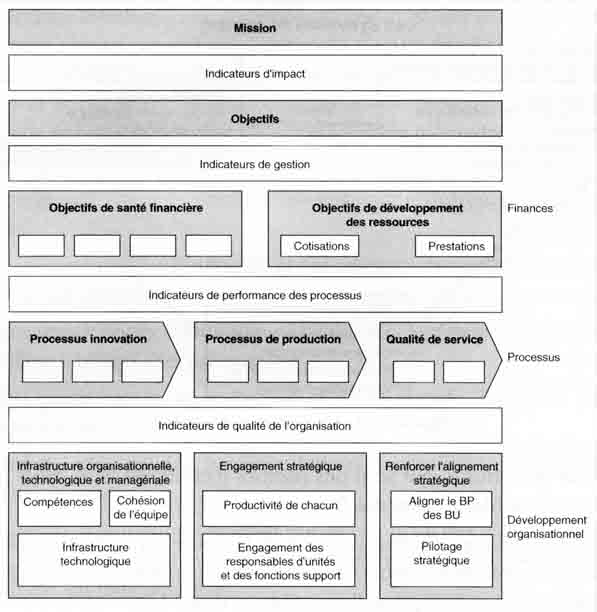 Mission
Indicateurs d'impact
Objectifs
Indicateurs de gestion
Objectifs de santé financière
Objectifs de développement
des ressources
Cotisations
Prestations
Finances
Indicateurs de performance des processus
Processus innovation
Processus de production
Qualité de service
Processus
Indicateurs de qualité de l'organisation
Infrastructure organisationnelle,
technologique et managériale
Compétences
Cohésion
de l'équipe
Infrastructure
technologique
Engagement stratégique
Productivité de chacun
Engagement des
responsables d'unités
et des fonctions support
Renforcer l'alignement
stratégique
Aligner le BP
des BU
Pilotage
stratégique
Développement
organisationnel